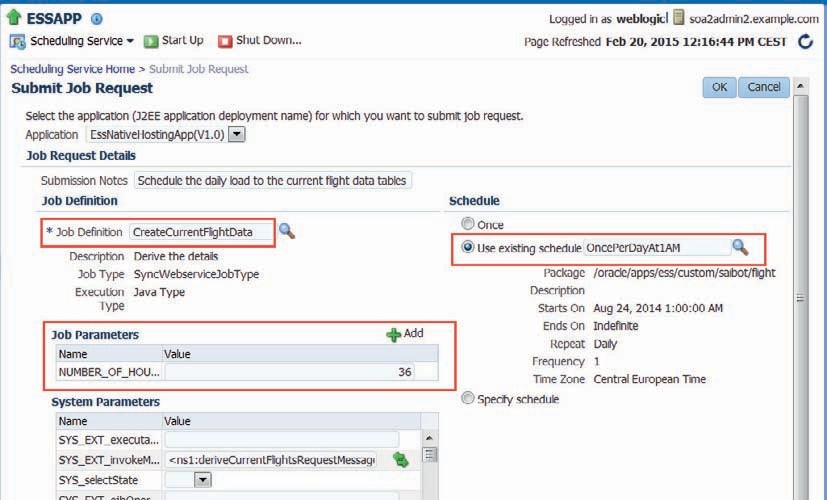 ESSAPP
Logged in as weblogic soa2admin2.example.com
Scheduling Service Start Up Shut Down...
Page Refreshed Feb 20, 2015 12:16:44 PM CEST
Scheduling Service Home > Submit Job Request
Submit Job Request
OK Cancel
Select the application (J2EE application deployment name) for which you want to submit job request.
Application EssNativeHostingApp(V1.0)
Job Request Details
Submission Notes Schedule the daily load to the current flight data tables
Job Definition
* Job Definition CreateCurrentFlightData
Description Derive the details
Job Type SyncWebserviceJobType
Execution Type Java Type
Job Parameters
Add
Name Value
NUMBER_OF_HOU... 36
System Parameters
Name Value
SYS_EXT_executa...
SYS_EXT_invokeM... <ns1:deriveCurrentFlightsRequestMessag
SYS_selectState
SYS_EXT_ejbOper...
Schedule
Once
Use existing schedule OncePerDayAt1AM
Package /oracle/apps/ess/custom/saibot/flight
Description
Starts On Aug 24, 2014 1:00:00 AM
Ends On Indefinite
Repeat Daily
Frequency 1
Time Zone Central European Time
Specify schedule